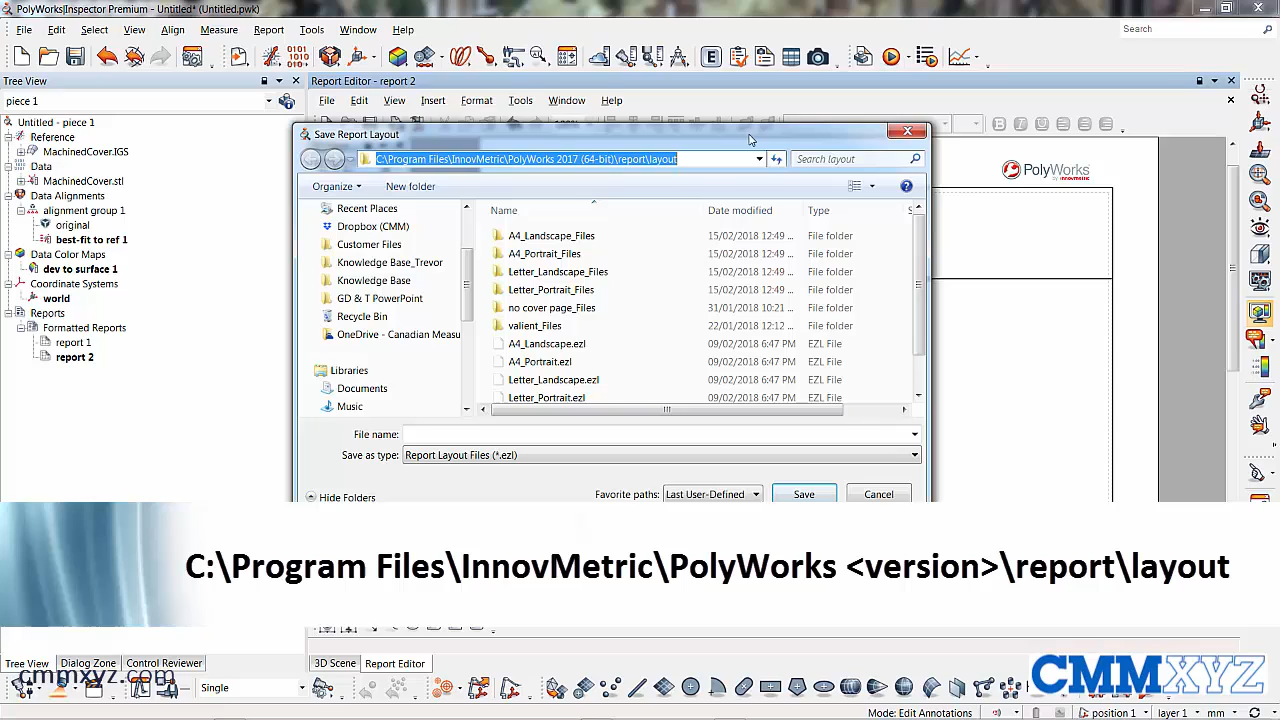 PolyWorks|Inspector Premium - Untitled* (Untitled.pwk)
File Edit Select View Align Measure Report Tools Window Help
Search
Tree View
Report Editor - report 2
piece 1
File Edit View Insert Format Tools Window Help
Untitled - piece 1
Reference
MachinedCover.IGS
Data
MachinedCover.stl
Data Alignments
alignment group 1
original
best-fit to ref 1
Data Color Maps
dev to surface 1
Coordinate Systems
world
Reports
Formatted Reports
report 1
report 2
Save Report Layout
C:\Program Files\InnovMetric\PolyWorks 2017 (64-bit)\report\layout
Search layout
Organize
New folder
Recent Places
Dropbox (CMM)
Customer Files
Knowledge Base_Trevor
Knowledge Base
GD & T PowerPoint
Recycle Bin
OneDrive - Canadian Measu
Libraries
Documents
Music
Name Date modified Type S
A4_Landscape_Files 15/02/2018 12:49 ... File folder
A4_Portrait_Files 15/02/2018 12:49 ... File folder
Letter_Landscape_Files 15/02/2018 12:49 ... File folder
Letter_Portrait_Files 15/02/2018 12:49 ... File folder
no cover page_Files 31/01/2018 10:21 ... File folder
valient_Files 22/01/2018 12:12 ... File folder
A4_Landscape.ezl 09/02/2018 6:47 PM EZL File
A4_Portrait.ezl 09/02/2018 6:47 PM EZL File
Letter_Landscape.ezl 09/02/2018 6:47 PM EZL File
Letter_Portrait.ezl 09/02/2018 6:47 PM EZL File
File name:
Save as type: Report Layout Files (*.ezl)
Hide Folders
Favorite paths: Last User-Defined
Save
Cancel
B I U
PolyWorks
C:\Program Files\InnovMetric\PolyWorks <version>\report\layout
Tree View Dialog Zone Control Reviewer
3D Scene Report Editor
cmmxyz.com
Single
CMMXYZ
Mode: Edit Annotations
position 1
layer 1
mm